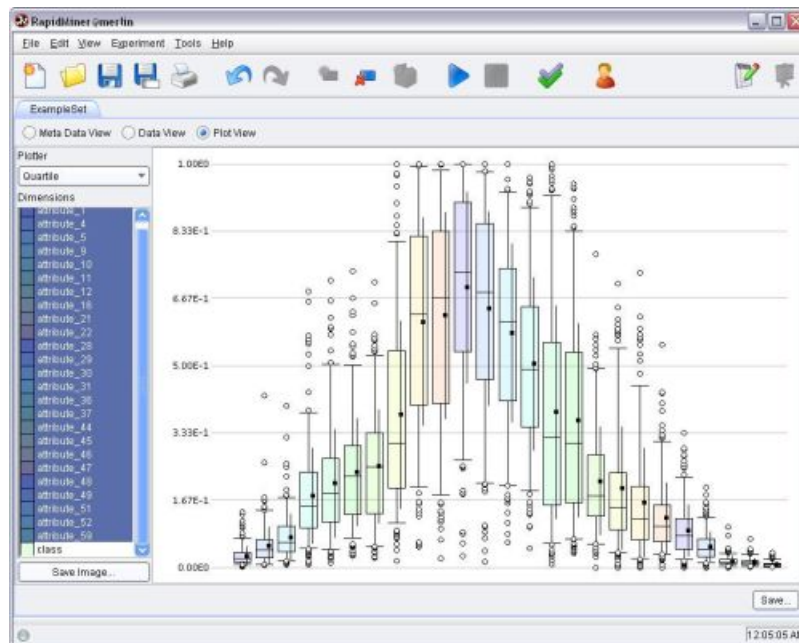 RapidMiner@merlin
File Edit View Experiment Tools Help
ExampleSet
Meta Data View Data View Plot View
Plotter
Quartile
Dimensions
attribute_1
attribute_4
attribute_5
attribute_9
attribute_10
attribute_11
attribute_12
attribute_16
attribute_21
attribute_22
attribute_28
attribute_29
attribute_30
attribute_31
attribute_36
attribute_37
attribute_44
attribute_45
attribute_46
attribute_47
attribute_48
attribute_49
attribute_51
attribute_52
attribute_59
class
Save Image...
1.00E0
8.33E-1
6.67E-1
5.00E-1
3.33E-1
1.67E-1
0.00E0
Save...
12:05:05 AM